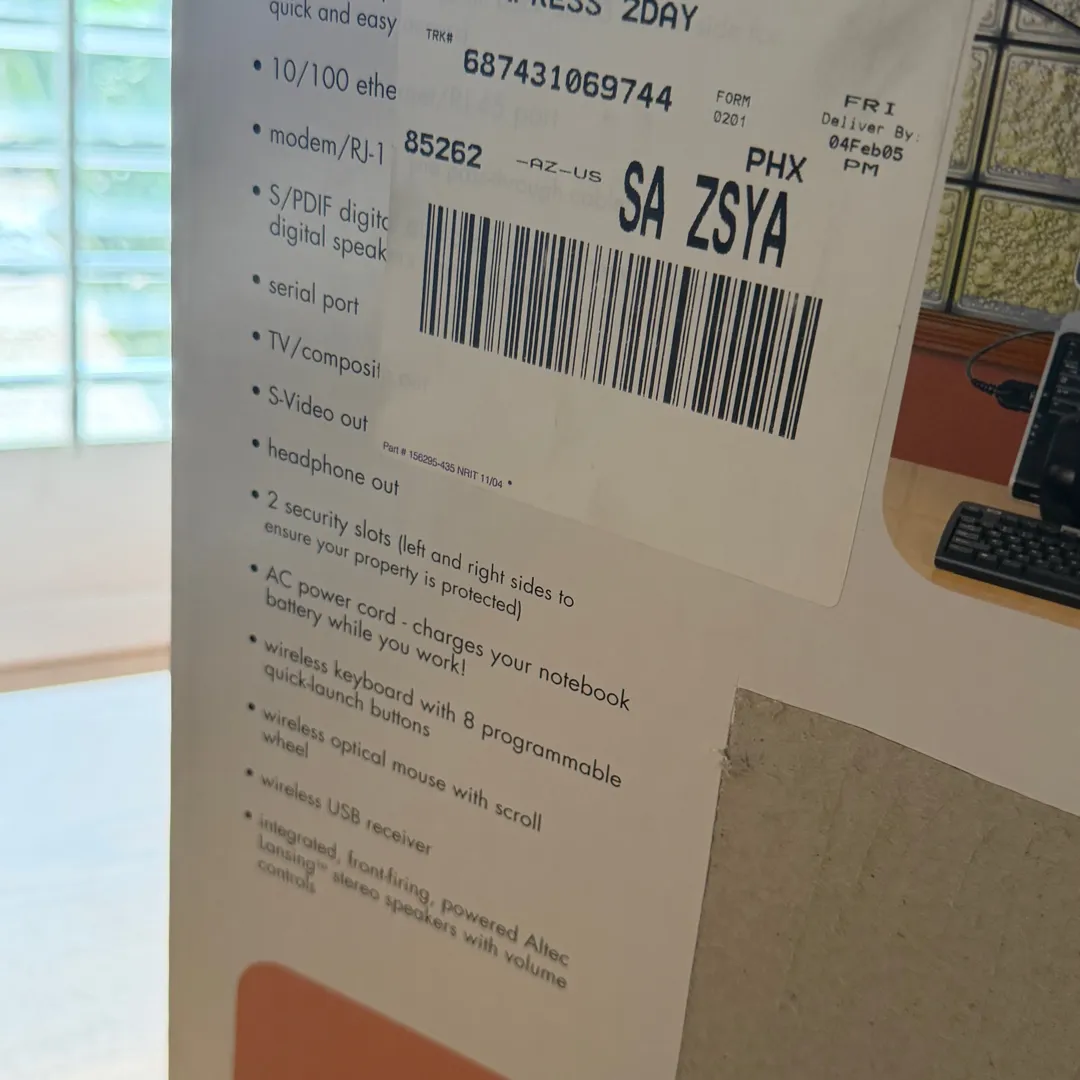 quick and easy
2DAY
TRK#
687431069744
FORM
0201
FRI
Deliver By:
04Feb05
PM
• 10/100 ethe
• modem/RJ-1
85262
-AZ-US
PHX
SA ZSYA
• S/PDIF digita
digital speak
• serial port
• TV/composit
• S-Video out
Part # 156295-435 NRIT 11/04 •
• headphone out
• 2 security slots (left and right sides to
ensure your property is protected)
• AC power cord - charges your notebook
battery while you work!
• wireless keyboard with 8 programmable
quick-launch buttons
• wireless optical mouse with scroll
wheel
• wireless USB receiver
• integrated, front-firing, powered Altec
Lansing™ stereo speakers with volume
controls